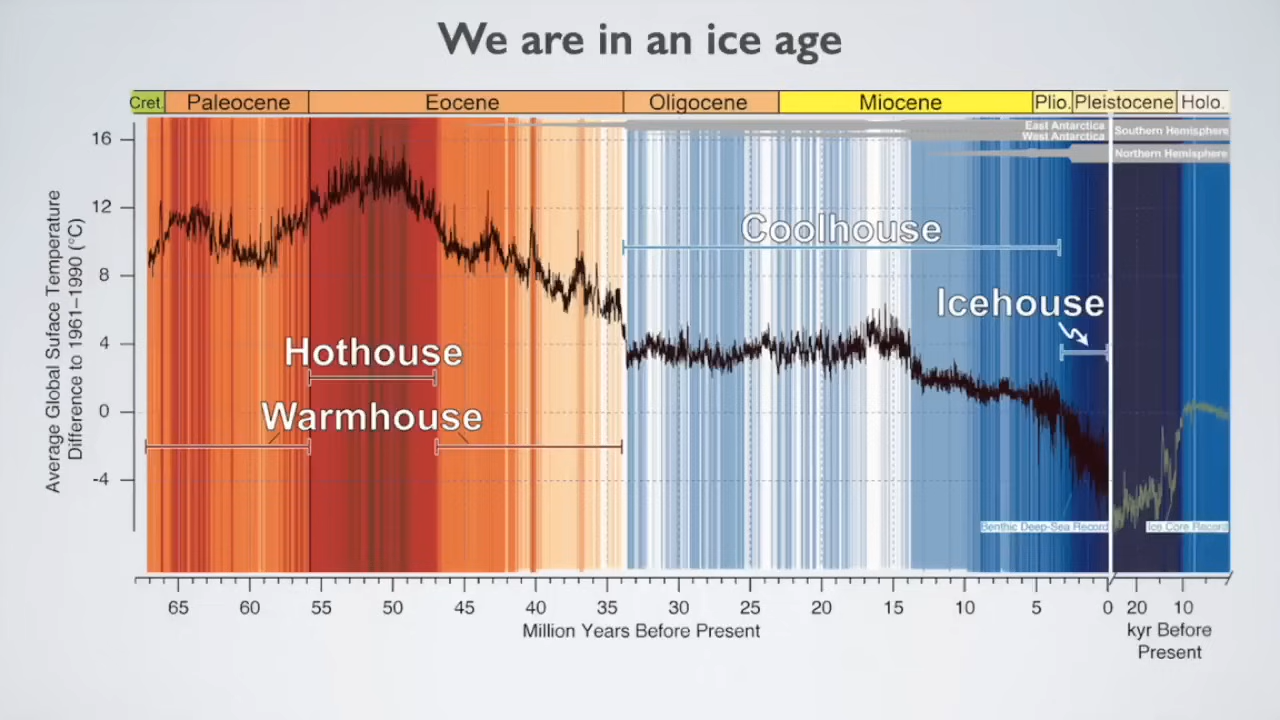 We are in an ice age
Cret. Paleocene Eocene Oligocene Miocene Plio. Pleistocene Holo.
East Antarctica
West Antarctica
Southern Hemisphere
Northern Hemisphere
16
12
8
4
0
-4
Average Global Suface Temperature
Difference to 1961–1990 (°C)
Coolhouse
Icehouse
Hothouse
Warmhouse
Benthic Deep-Sea Record
Ice Core Record
65 60 55 50 45 40 35 30 25 20 15 10 5 0 20 10
Million Years Before Present
kyr Before
Present